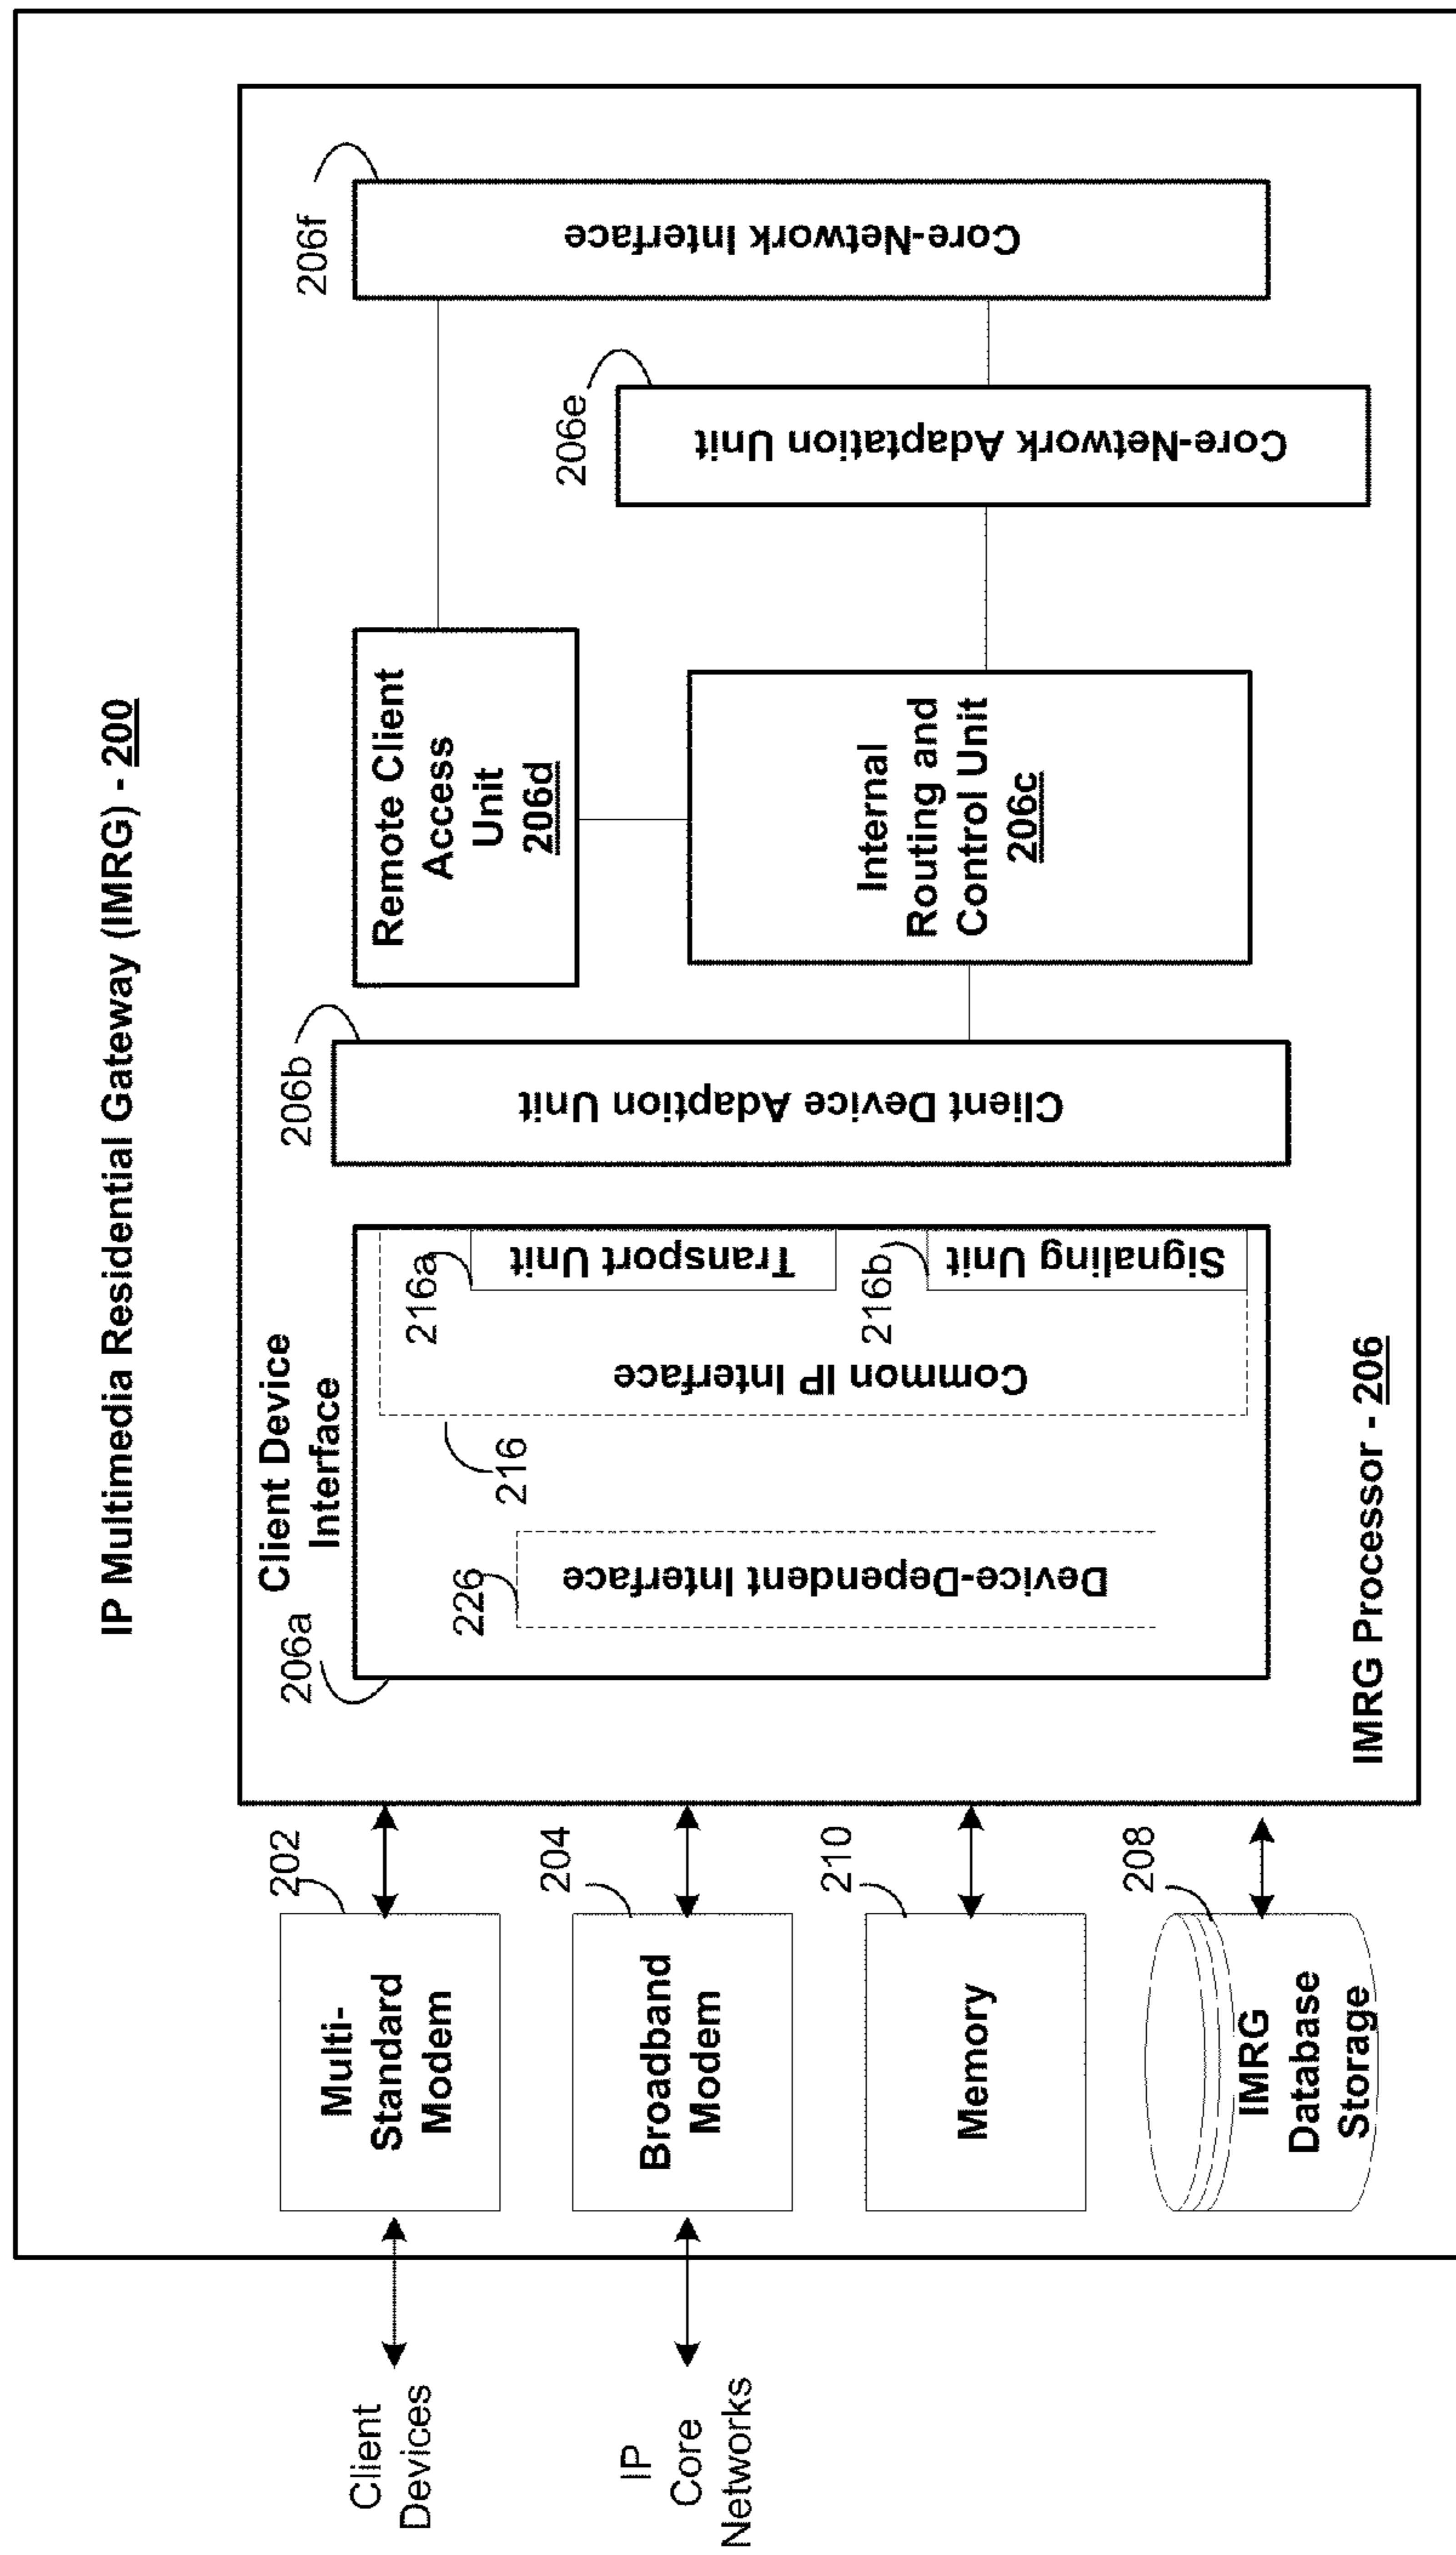 IP Multimedia Residential Gateway (IMRG) - 200
Client
Devices
IP
Core
Networks
202
Multi-
Standard
Modem
204
Broadband
Modem
210
Memory
208
IMRG
Database
Storage
206a
Client Device
Interface
226
Device-Dependent Interface
216
Common IP Interface
216a
Transport Unit
216b
Signaling Unit
206b
Client Device Adaption Unit
Remote Client
Access
Unit
206d
Internal
Routing and
Control Unit
206c
206e
Core-Network Adaptation Unit
206f
Core-Network Interface
IMRG Processor - 206